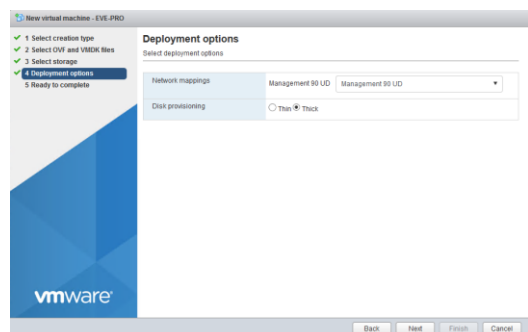 New virtual machine - EVE-PRO
1 Select creation type
2 Select OVF and VMDK files
3 Select storage
4 Deployment options
5 Ready to complete
Deployment options
Select deployment options
Network mappings
Management 90 UD
Management 90 UD
Disk provisioning
Thin
Thick
vmware
Back
Next
Finish
Cancel